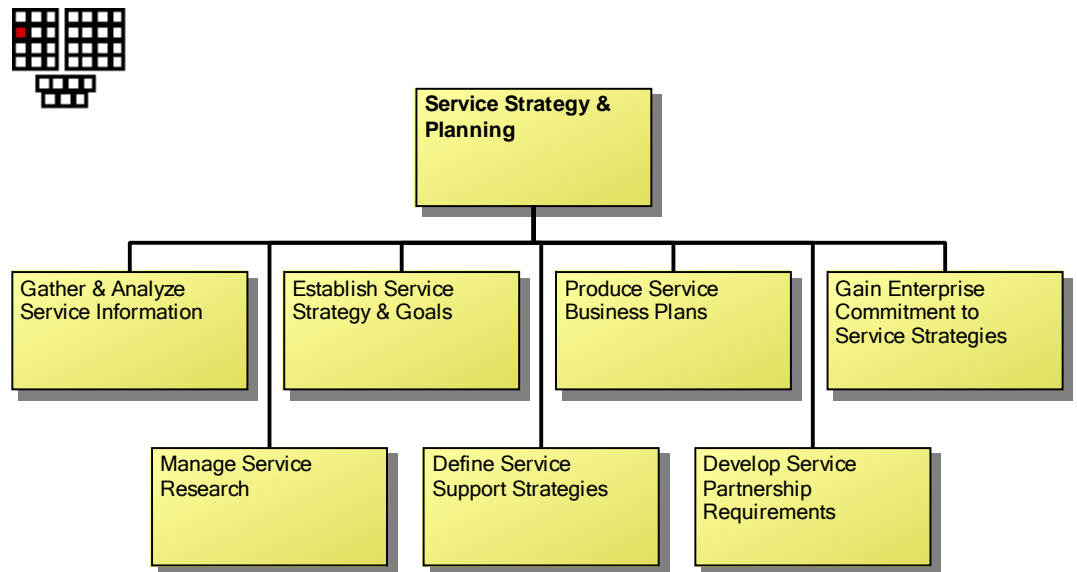 Service Strategy &
Planning
Gather & Analyze
Service Information
Establish Service
Strategy & Goals
Produce Service
Business Plans
Gain Enterprise
Commitment to
Service Strategies
Manage Service
Research
Define Service
Support Strategies
Develop Service
Partnership
Requirements